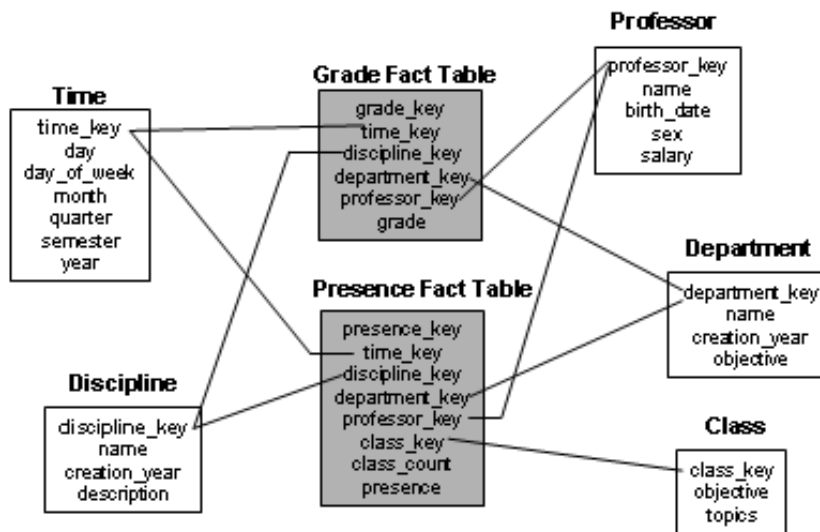 Professor
professor_key
name
birth_date
sex
salary
Grade Fact Table
grade_key
time_key
discipline_key
department_key
professor_key
grade
Time
time_key
day
day_of_week
month
quarter
semester
year
Department
department_key
name
creation_year
objective
Presence Fact Table
presence_key
time_key
discipline_key
department_key
professor_key
class_key
class_count
presence
Discipline
discipline_key
name
creation_year
description
Class
class_key
objective
topics